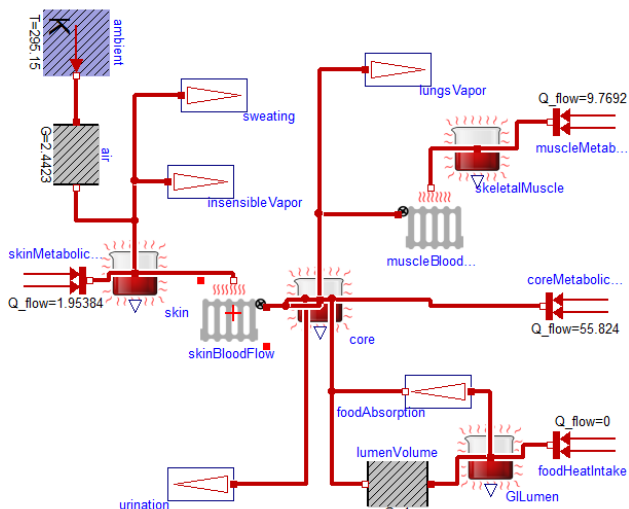 K
T=295.15
ambient
G=2.4423
air
sweating
lungsVapor
Q_flow=9.7692
muscleMetab...
skeletalMuscle
insensibleVapor
muscleBlood...
skinMetabolic...
Q_flow=1.95384
skin
skinBloodFlow
core
coreMetabolic...
Q_flow=55.824
foodAbsorption
Q_flow=0
lumenVolume
foodHeatIntake
GILumen
urination